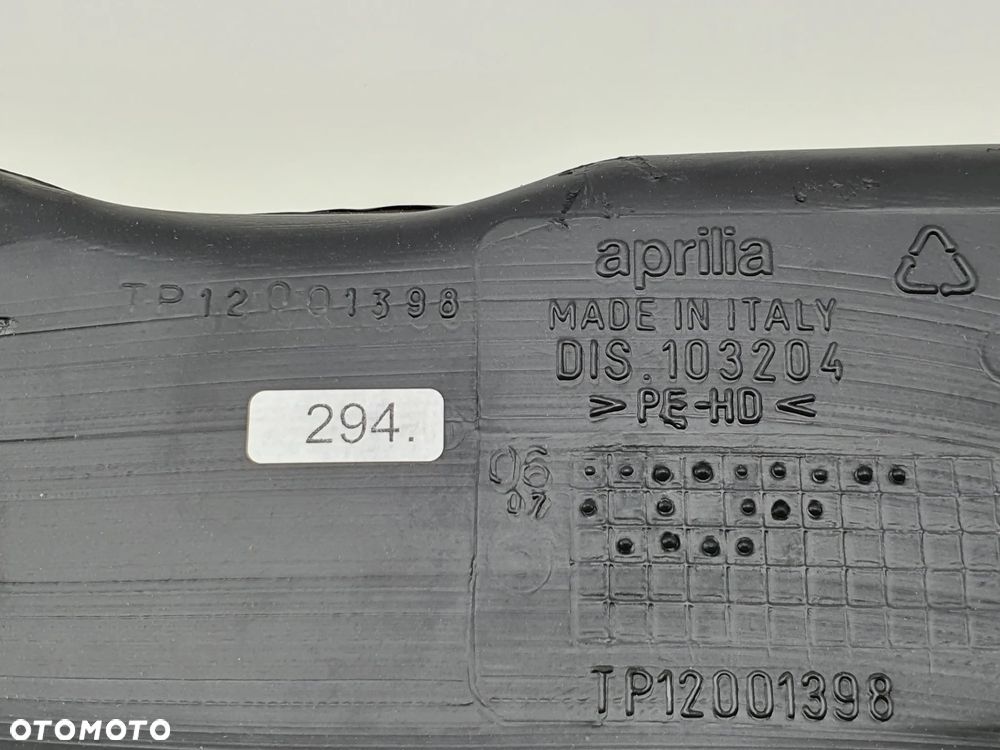 aprilia
MADE IN ITALY
DIS. 103204
> PE-HD <
TP12001398
294.
06
07
TP12001398
OTOMOTO